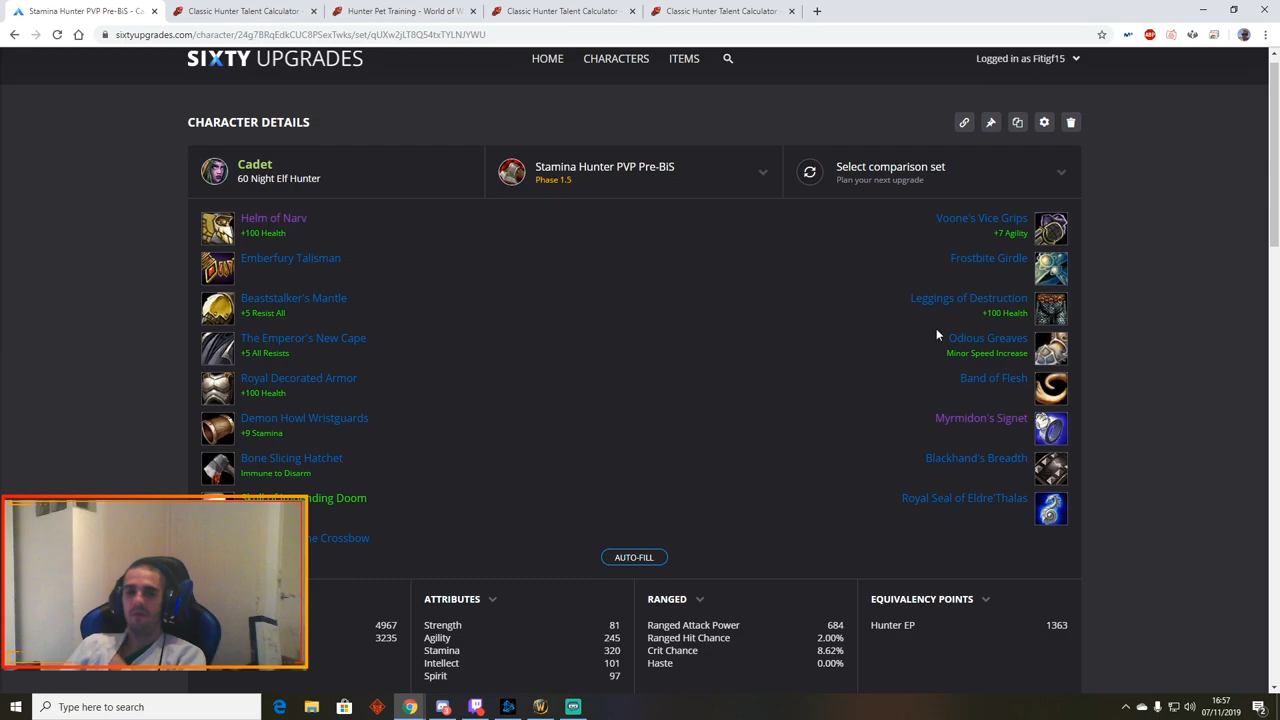 Stamina Hunter PVP Pre-BiS - Ca
Classic Hunter Talent Calculator -
Hunter Pet Training - World of W
Classic Hunter Talent Calculator -
Classic Hunter Talent Calculator -
sixtyupgrades.com/character/24g7BRqEdkCUC8PSexTwks/set/qUXw2jLT8Q54txTYLNJYWU
SIXTY UPGRADES
HOME
CHARACTERS
ITEMS
Logged in as Fitigf15
CHARACTER DETAILS
Cadet
60 Night Elf Hunter
Stamina Hunter PVP Pre-BiS
Phase 1.5
Select comparison set
Plan your next upgrade
Helm of Narv
+100 Health
Emberfury Talisman
Beaststalker's Mantle
+5 Resist All
The Emperor's New Cape
+5 All Resists
Royal Decorated Armor
+100 Health
Demon Howl Wristguards
+9 Stamina
Bone Slicing Hatchet
Immune to Disarm
nding Doom
ne Crossbow
Voone's Vice Grips
+7 Agility
Frostbite Girdle
Leggings of Destruction
+100 Health
Odious Greaves
Minor Speed Increase
Band of Flesh
Myrmidon's Signet
Blackhand's Breadth
Royal Seal of Eldre'Thalas
AUTO-FILL
4967
3235
ATTRIBUTES
Strength 81
Agility 245
Stamina 320
Intellect 101
Spirit 97
RANGED
Ranged Attack Power 684
Ranged Hit Chance 2.00%
Crit Chance 8.62%
Haste 0.00%
EQUIVALENCY POINTS
Hunter EP 1363
Type here to search
16:57
07/11/2019